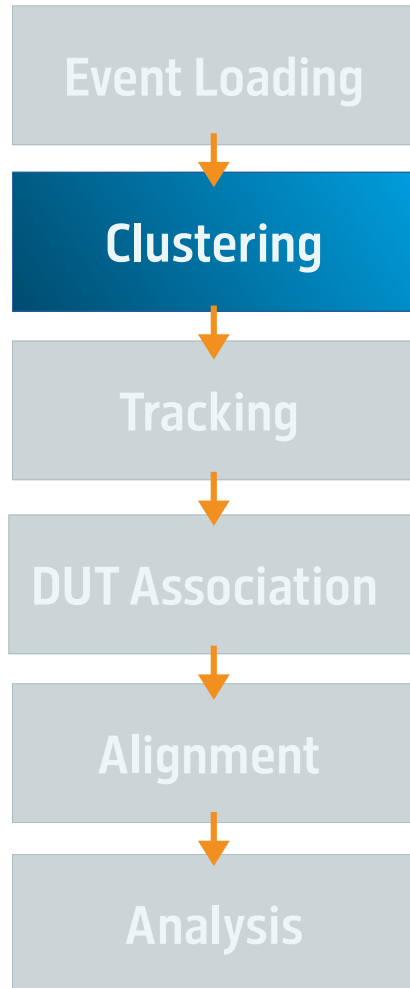 Event Loading
Clustering
Tracking
DUT Association
Alignment
Analysis